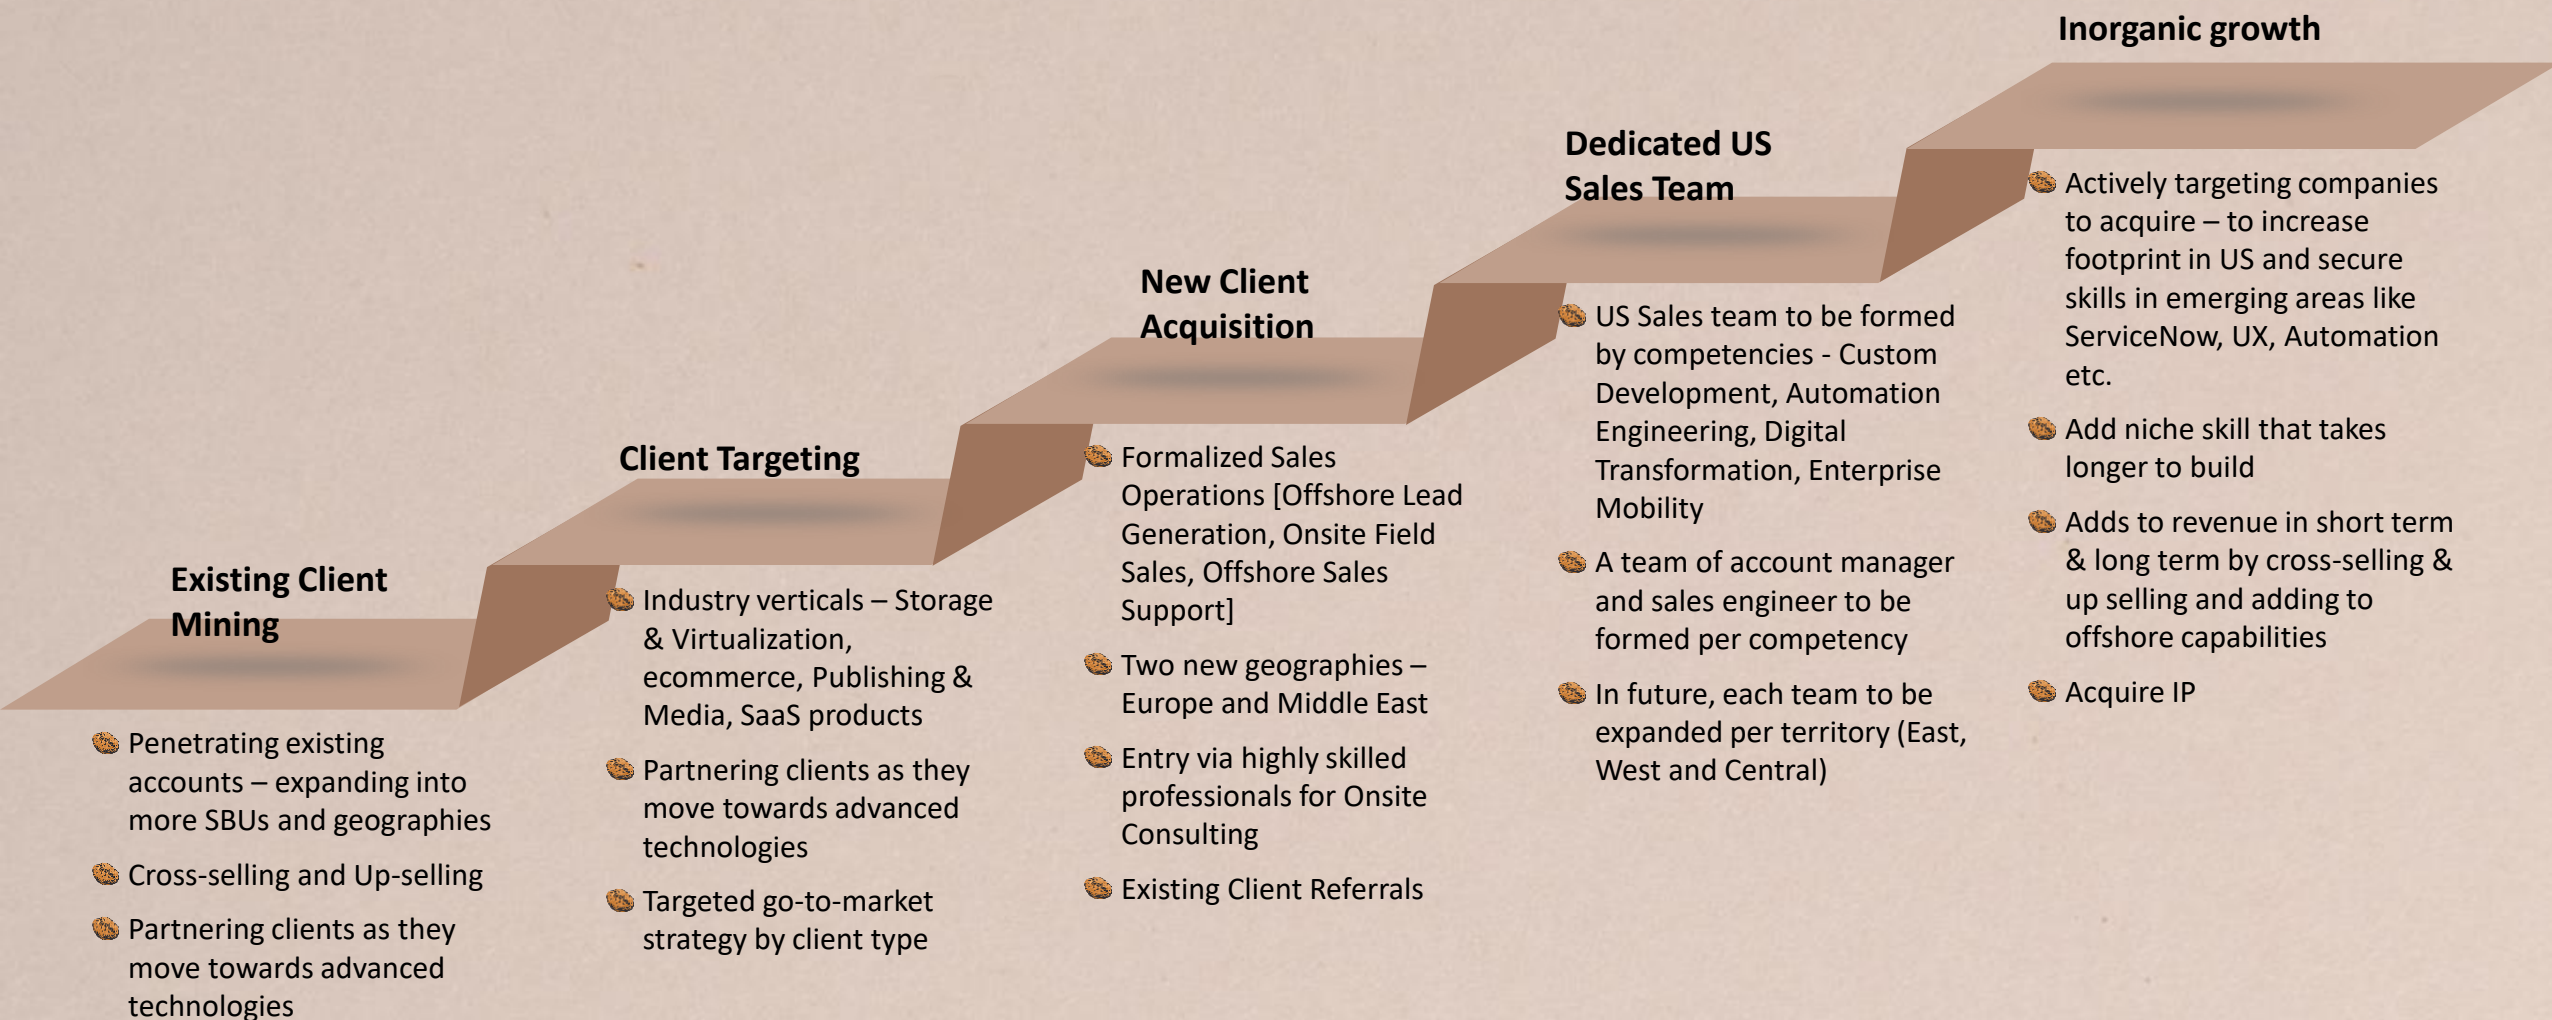 Existing Client
Mining
Penetrating existing
accounts – expanding into
more SBUs and geographies
Cross-selling and Up-selling
Partnering clients as they
move towards advanced
technologies
Client Targeting
Industry verticals – Storage
& Virtualization,
ecommerce, Publishing &
Media, SaaS products
Partnering clients as they
move towards advanced
technologies
Targeted go-to-market
strategy by client type
New Client
Acquisition
Formalized Sales
Operations [Offshore Lead
Generation, Onsite Field
Sales, Offshore Sales
Support]
Two new geographies –
Europe and Middle East
Entry via highly skilled
professionals for Onsite
Consulting
Existing Client Referrals
Dedicated US
Sales Team
US Sales team to be formed
by competencies - Custom
Development, Automation
Engineering, Digital
Transformation, Enterprise
Mobility
A team of account manager
and sales engineer to be
formed per competency
In future, each team to be
expanded per territory (East,
West and Central)
Inorganic growth
Actively targeting companies
to acquire – to increase
footprint in US and secure
skills in emerging areas like
ServiceNow, UX, Automation
etc.
Add niche skill that takes
longer to build
Adds to revenue in short term
& long term by cross-selling &
up selling and adding to
offshore capabilities
Acquire IP